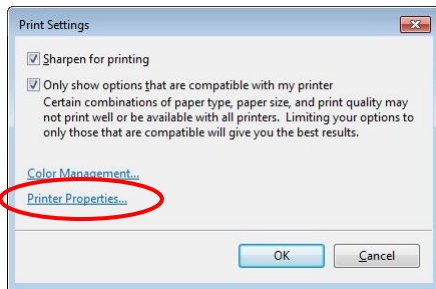 Print Settings
Sharpen for printing
Only show options that are compatible with my printer
Certain combinations of paper type, paper size, and print quality may
not print well or be available with all printers. Limiting your options to
only those that are compatible will give you the best results.
Color Management...
Printer Properties...
OK
Cancel